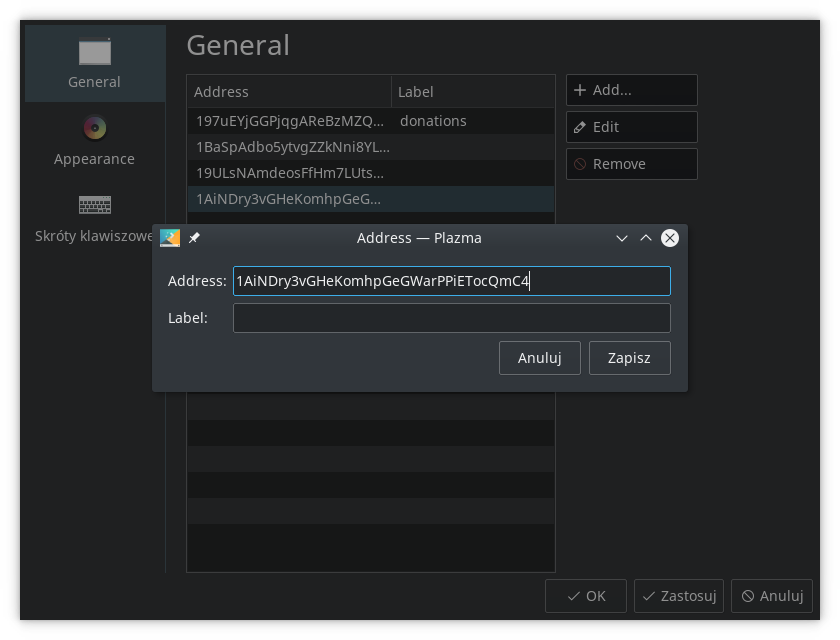 General
General
Appearance
Skróty klawiszowe
Address Label
197uEYjGGPjqgAReBzMZQ... donations
1BaSpAdbo5ytvgZZkNni8YL...
19ULsNAmdeosFfHm7LUts...
1AiNDry3vGHeKomhpGeG...
Add...
Edit
Remove
Address — Plazma
Address: 1AiNDry3vGHeKomhpGeGWarPPiETocQmC4
Label:
Anuluj Zapisz
OK Zastosuj Anuluj